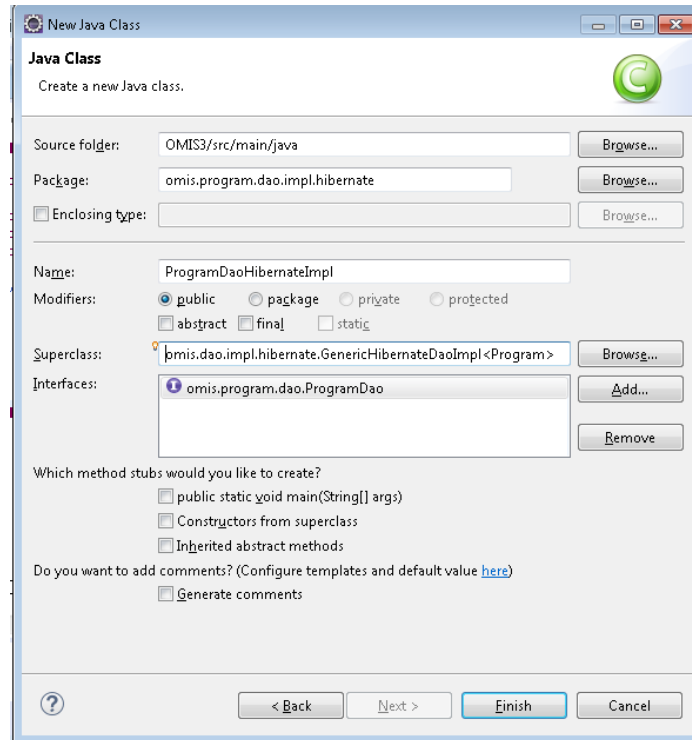 New Java Class
Java Class
Create a new Java class.
Source folder: OMIS3/src/main/java Browse...
Package: omis.program.dao.impl.hibernate Browse...
Enclosing type: Browse...
Name: ProgramDaoHibernateImpl
Modifiers: public package private protected
abstract final static
Superclass: omis.dao.impl.hibernate.GenericHibernateDaoImpl<Program> Browse...
Interfaces: omis.program.dao.ProgramDao Add...
Remove
Which method stubs would you like to create?
public static void main(String[] args)
Constructors from superclass
Inherited abstract methods
Do you want to add comments? (Configure templates and default value here)
Generate comments
< Back Next > Finish Cancel